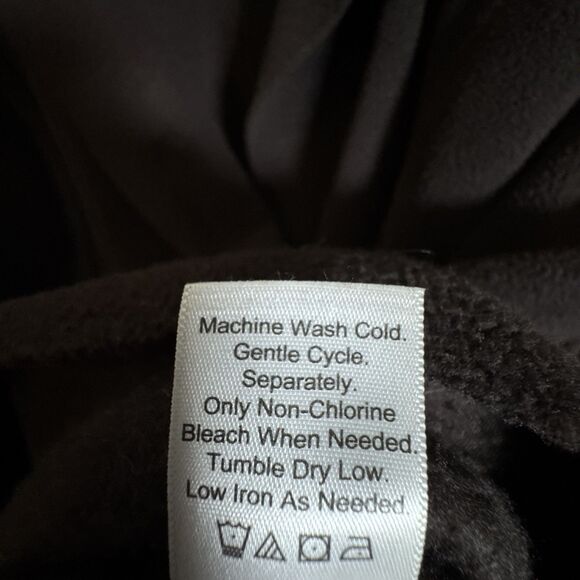 Machine Wash Cold.
Gentle Cycle.
Separately.
Only Non-Chlorine
Bleach When Needed.
Tumble Dry Low.
Low Iron As Needed.